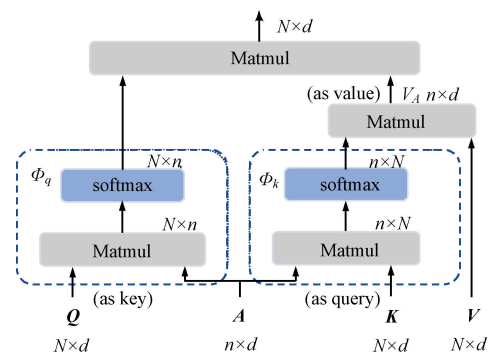 N×d
Matmul
(as value) V_A n×d
Matmul
Φ_q N×n
softmax
Φ_k n×N
softmax
N×n
Matmul
n×N
Matmul
(as key) (as query)
Q A K V
N×d n×d N×d N×d